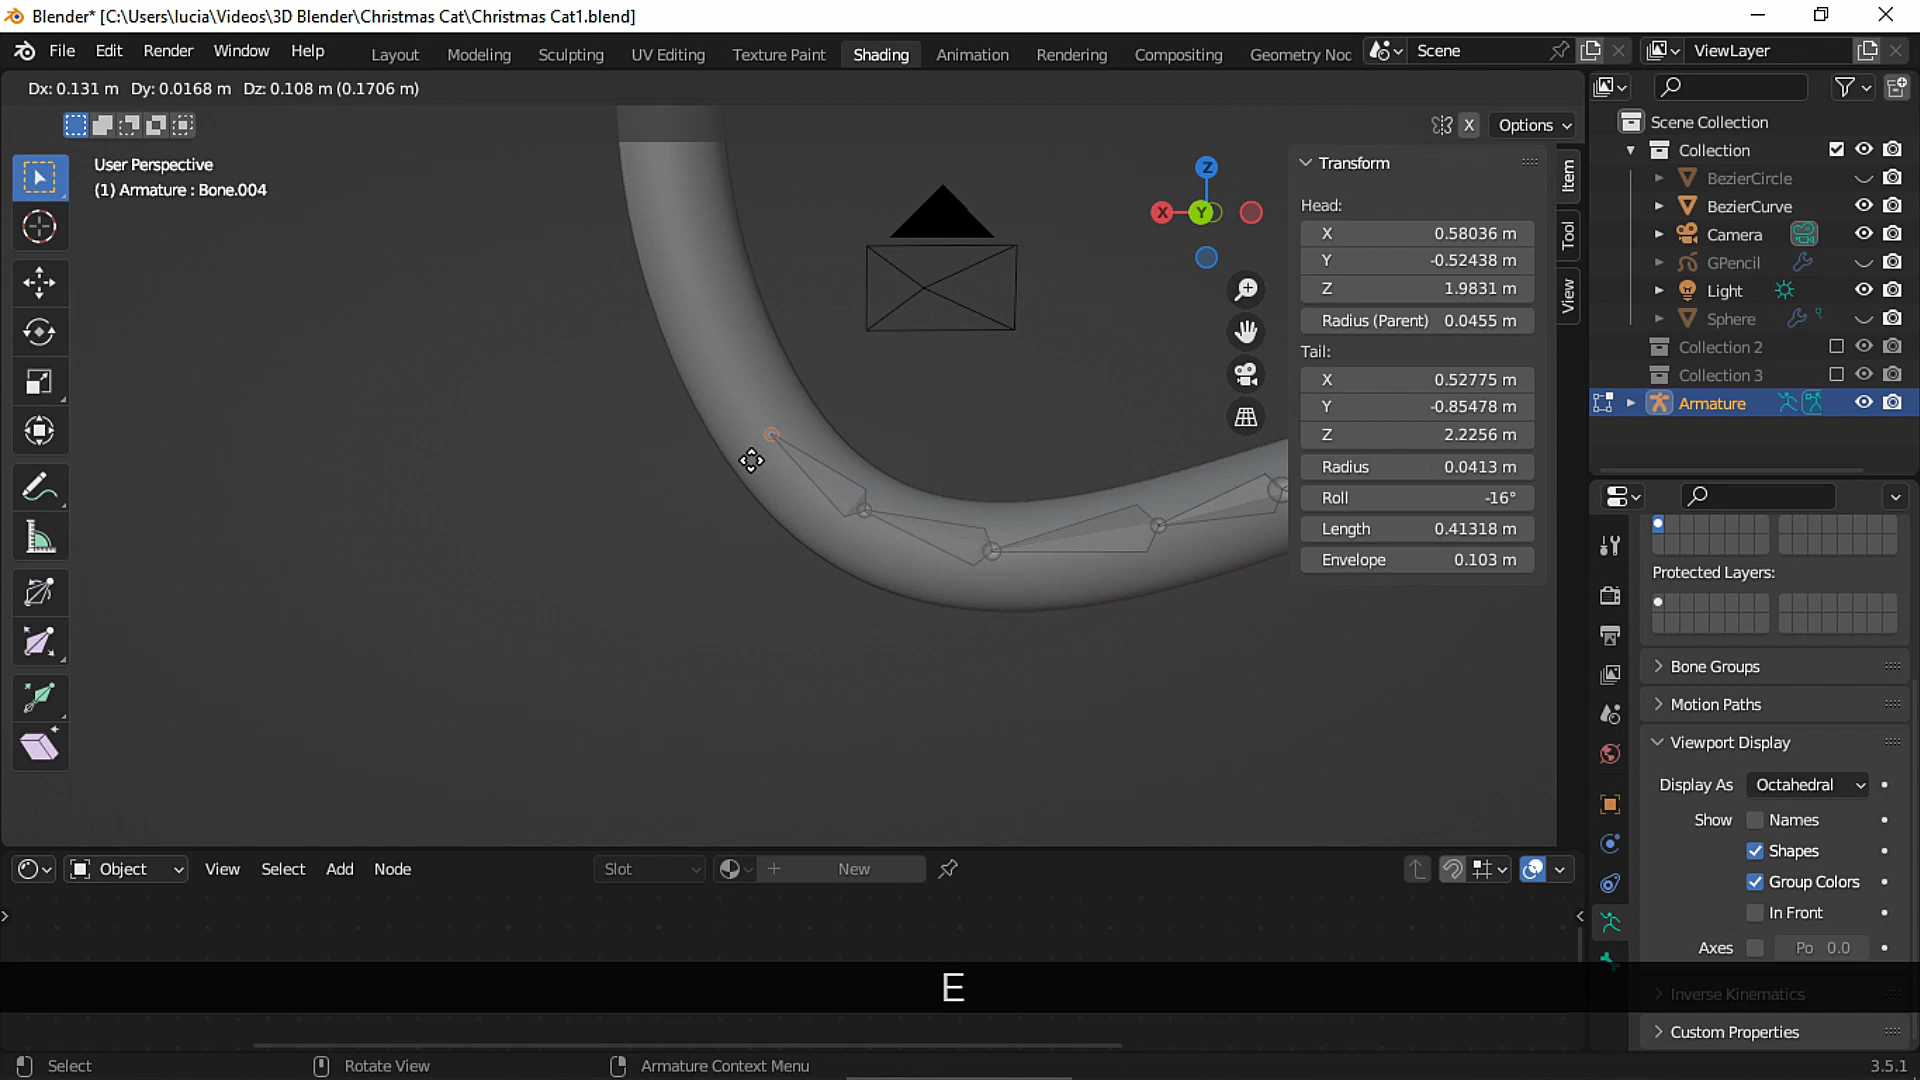 Blender* [C:\Users\lucia\Videos\3D Blender\Christmas Cat\Christmas Cat1.blend]
File Edit Render Window Help Layout Modeling Sculpting UV Editing Texture Paint Shading Animation Rendering Compositing Geometry Noc Scene ViewLayer
Dx: 0.131 m Dy: 0.0168 m Dz: 0.108 m (0.1706 m)
X Options
User Perspective
(1) Armature : Bone.004
Z
X
Y
Transform
Head:
X 0.58036 m
Y -0.52438 m
Z 1.9831 m
Radius (Parent) 0.0455 m
Tail:
X 0.52775 m
Y -0.85478 m
Z 2.2256 m
Radius 0.0413 m
Roll -16°
Length 0.41318 m
Envelope 0.103 m
Item
Tool
View
Scene Collection
Collection
BezierCircle
BezierCurve
Camera
GPencil
Light
Sphere
Collection 2
Collection 3
Armature
Protected Layers:
Bone Groups
Motion Paths
Viewport Display
Display As Octahedral
Show Names
Shapes
Group Colors
In Front
Axes Po 0.0
Inverse Kinematics
Custom Properties
Object View Select Add Node Slot New
E
Select Rotate View Armature Context Menu 3.5.1